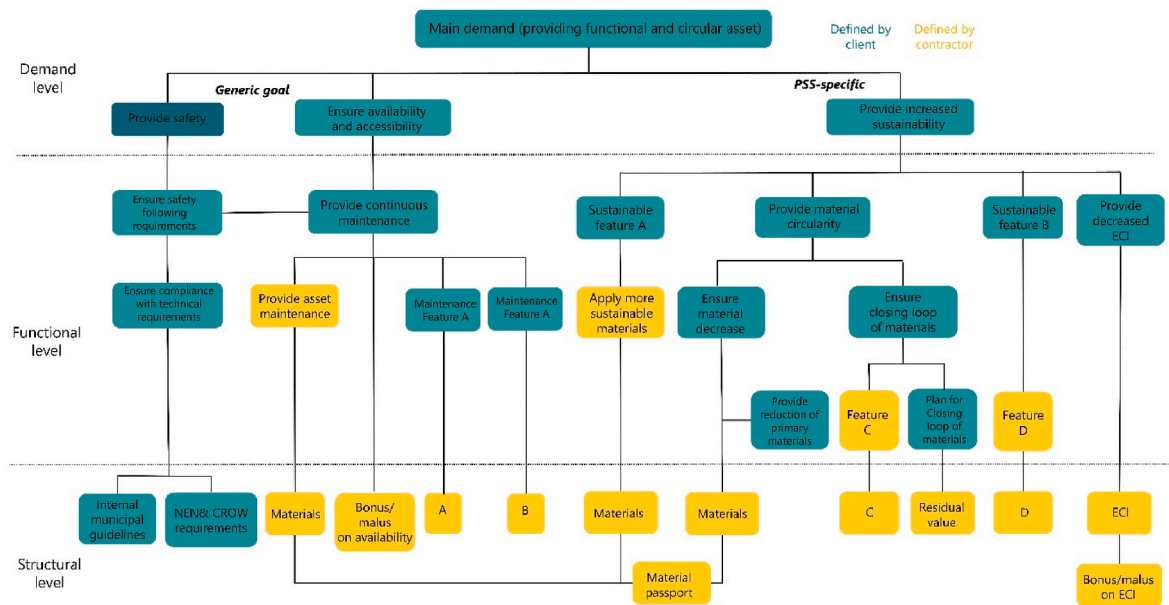 Main demand (providing functional and circular asset)
Defined by
client
Defined by
contractor
Demand
level
Generic goal
PSS-specific
Provide safety
Ensure availability
and accessibility
Provide increased
sustainability
Ensure safety
following
requirements
Provide continuous
maintenance
Sustainable
feature A
Provide material
circularity
Sustainable
feature B
Provide
decreased
ECI
Functional
level
Ensure compliance
with technical
requirements
Provide asset
maintenance
Maintenance
Feature A
Maintenance
Feature A
Apply more
sustainable
materials
Ensure
material
decrease
Ensure
closing loop
of materials
Provide
reduction of
primary
materials
Feature
C
Plan for
Closing
loop of
materials
Feature
D
Structural
level
Internal
municipal
guidelines
NEN& CROW
requirements
Materials
Bonus/
malus
on availability
A
B
Materials
Materials
C
Residual
value
D
ECI
Material
passport
Bonus/malus
on ECI